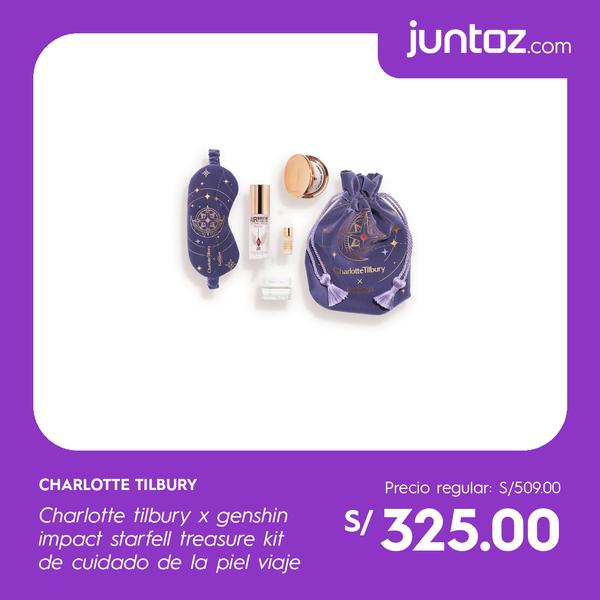 juntoz.com
CharlotteTilbury
×
CHARLOTTE TILBURY
Charlotte tilbury x genshin
impact starfell treasure kit
de cuidado de la piel viaje
Precio regular: S/509.00
S/ 325.00